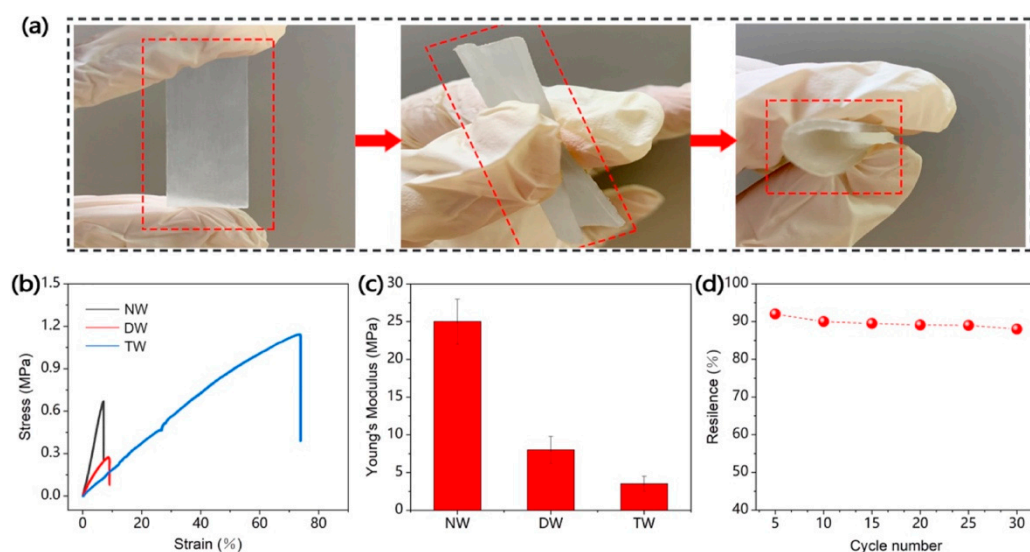 (a)
(b)
1.5
1.2
0.9
0.6
0.3
0.0
Stress (MPa)
NW
DW
TW
0 20 40 60 80
Strain (%)
(c)
30
25
20
15
10
5
0
Young's Modulus (MPa)
NW DW TW
(d)
100
90
80
70
60
50
40
Resilence (%)
5 10 15 20 25 30
Cycle number